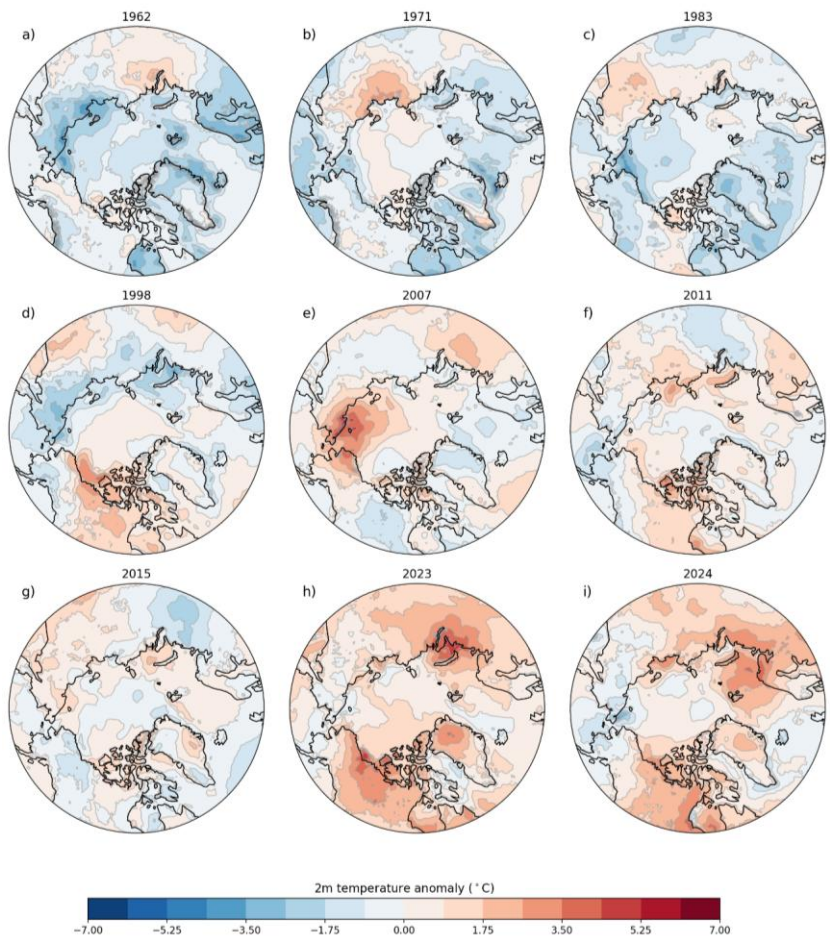 1962 1971 1983
a) b) c)
1998 2007 2011
d) e) f)
2015 2023 2024
g) h) i)
2m temperature anomaly (°C)
−7.00 −5.25 −3.50 −1.75 0.00 1.75 3.50 5.25 7.00